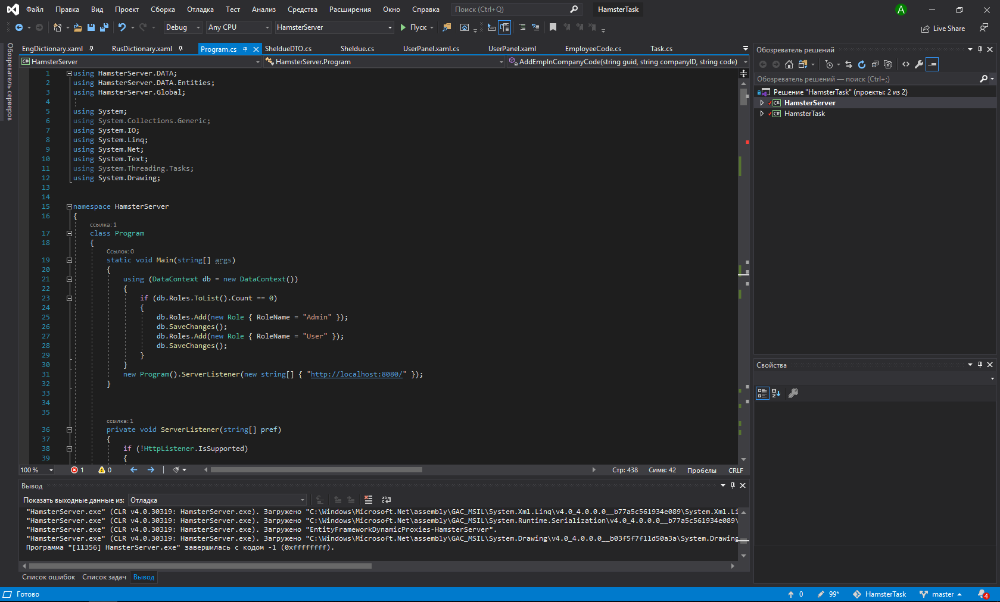 Файл Правка Вид Проект Сборка Отладка Тест Анализ Средства Расширения Окно Справка Поиск (Ctrl+Q) HamsterTask A
Debug Any CPU HamsterServer Пуск Live Share
Обозреватель серверов
EngDictionary.xaml RusDictionary.xaml Program.cs SheldueDTO.cs Sheldue.cs UserPanel.xaml.cs UserPanel.xaml EmployeeCode.cs Task.cs
HamsterServer HamsterServer.Program AddEmpInCompanyCode(string guid, string companyID, string code)
1 using HamsterServer.DATA;
2 using HamsterServer.DATA.Entities;
3 using HamsterServer.Global;
4
5 using System;
6 using System.Collections.Generic;
7 using System.IO;
8 using System.Linq;
9 using System.Net;
10 using System.Text;
11 using System.Threading.Tasks;
12 using System.Drawing;
13
14
15 namespace HamsterServer
16 {
ссылка: 1
17 class Program
18 {
Ссылок: 0
19 static void Main(string[] args)
20 {
21 using (DataContext db = new DataContext())
22 {
23 if (db.Roles.ToList().Count == 0)
24 {
25 db.Roles.Add(new Role { RoleName = "Admin" });
26 db.SaveChanges();
27 db.Roles.Add(new Role { RoleName = "User" });
28 db.SaveChanges();
29 }
30 }
31 new Program().ServerListener(new string[] { "http://localhost:8080/" });
32 }
33
34
35
ссылка: 1
36 private void ServerListener(string[] pref)
37 {
38 if (!HttpListener.IsSupported)
39 {
100 % 1 0 Стр: 438 Симв: 42 Пробелы CRLF
Вывод
Показать выходные данные из: Отладка
"HamsterServer.exe" (CLR v4.0.30319: HamsterServer.exe). Загружено "C:\Windows\Microsoft.Net\assembly\GAC_MSIL\System.Xml.Linq\v4.0_4.0.0.0__b77a5c561934e089\System.Xml.Li
"HamsterServer.exe" (CLR v4.0.30319: HamsterServer.exe). Загружено "C:\Windows\Microsoft.Net\assembly\GAC_MSIL\System.Runtime.Serialization\v4.0_4.0.0.0__b77a5c561934e089\
"HamsterServer.exe" (CLR v4.0.30319: HamsterServer.exe). Загружено "EntityFrameworkDynamicProxies-HamsterServer".
"HamsterServer.exe" (CLR v4.0.30319: HamsterServer.exe). Загружено "C:\Windows\Microsoft.Net\assembly\GAC_MSIL\System.Drawing\v4.0_4.0.0.0__b03f5f7f11d50a3a\System.Drawing
Программа "[11356] HamsterServer.exe" завершилась с кодом -1 (0xffffffff).
Список ошибок Список задач Вывод
Обозреватель решений
Обозреватель решений — поиск (Ctrl+;)
Решение "HamsterTask" (проекты: 2 из 2)
C# HamsterServer
C# HamsterTask
Свойства
Готово 0 99* HamsterTask master 4